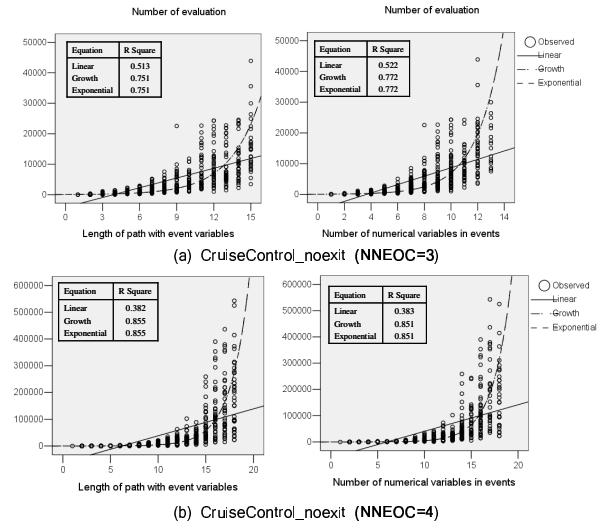 Number of evaluation
Equation R Square
Linear 0.513
Growth 0.751
Exponential 0.751
50000
40000
30000
20000
10000
0
0 3 6 9 12 15
Length of path with event variables
Number of evaluation
Equation R Square
Linear 0.522
Growth 0.772
Exponential 0.772
50000
40000
30000
20000
10000
0
0 2 4 6 8 10 12 14
Number of numerical variables in events
Observed
Linear
Growth
Exponential
(a) CruiseControl_noexit (NNEOC=3)
Equation R Square
Linear 0.382
Growth 0.855
Exponential 0.855
600000
500000
400000
300000
200000
100000
0
0 5 10 15 20
Length of path with event variables
Equation R Square
Linear 0.383
Growth 0.851
Exponential 0.851
600000
500000
400000
300000
200000
100000
0
0 5 10 15 20
Number of numerical variables in events
Observed
Linear
Growth
Exponential
(b) CruiseControl_noexit (NNEOC=4)